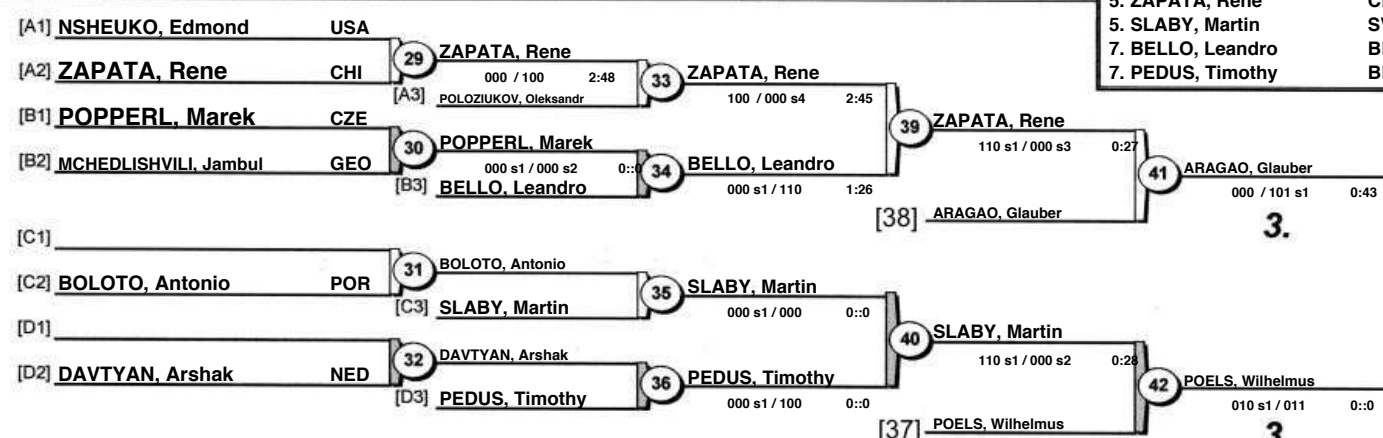 5. ZAPATA, Rene
5. SLABY, Martin
7. BELLO, Leandro
7. PEDUS, Timothy
[A1] NSHEUKO, Edmond USA
[A2] ZAPATA, Rene CHI
29 ZAPATA, Rene
000 / 100 2:48
[A3] POLOZIUKOV, Oleksandr
33 ZAPATA, Rene
100 / 000 s4 2:45
[B1] POPPERL, Marek CZE
[B2] MCHEDLISHVILI, Jambul GEO
30 POPPERL, Marek
000 s1 / 000 s2 0::0
[B3] BELLO, Leandro
34 BELLO, Leandro
000 s1 / 110 1:26
39 ZAPATA, Rene
110 s1 / 000 s3 0:27
[38] ARAGAO, Glauber
41 ARAGAO, Glauber
000 / 101 s1 0:43
3.
[C1]
[C2] BOLOTO, Antonio POR
31 BOLOTO, Antonio
[C3] SLABY, Martin
35 SLABY, Martin
000 s1 / 000 0::0
[D1]
[D2] DAVTYAN, Arshak NED
32 DAVTYAN, Arshak
[D3] PEDUS, Timothy
36 PEDUS, Timothy
000 s1 / 100 0::0
40 SLABY, Martin
110 s1 / 000 s2 0:28
[37] POELS, Wilhelmus
42 POELS, Wilhelmus
010 s1 / 011 0::0
3